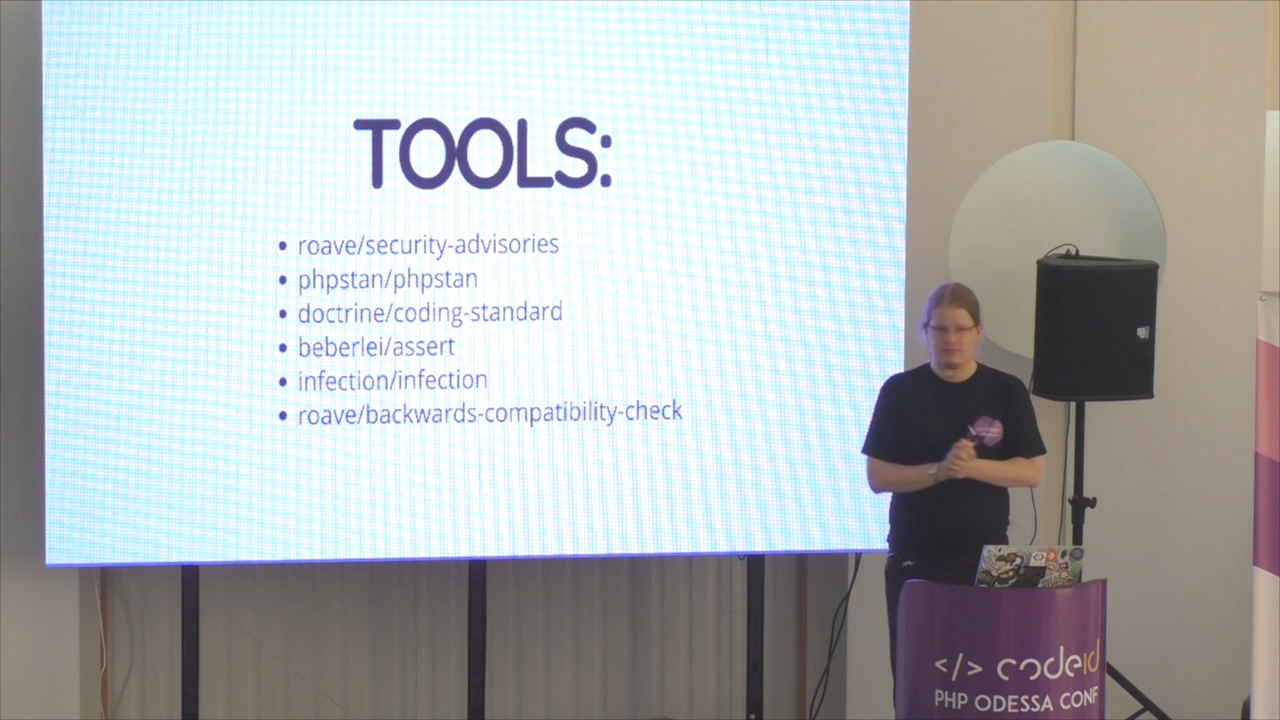 TOOLS:
• roave/security-advisories
• phpstan/phpstan
• doctrine/coding-standard
• beberlei/assert
• infection/infection
• roave/backwards-compatibility-check
</> codeid
PHP ODESSA CONF